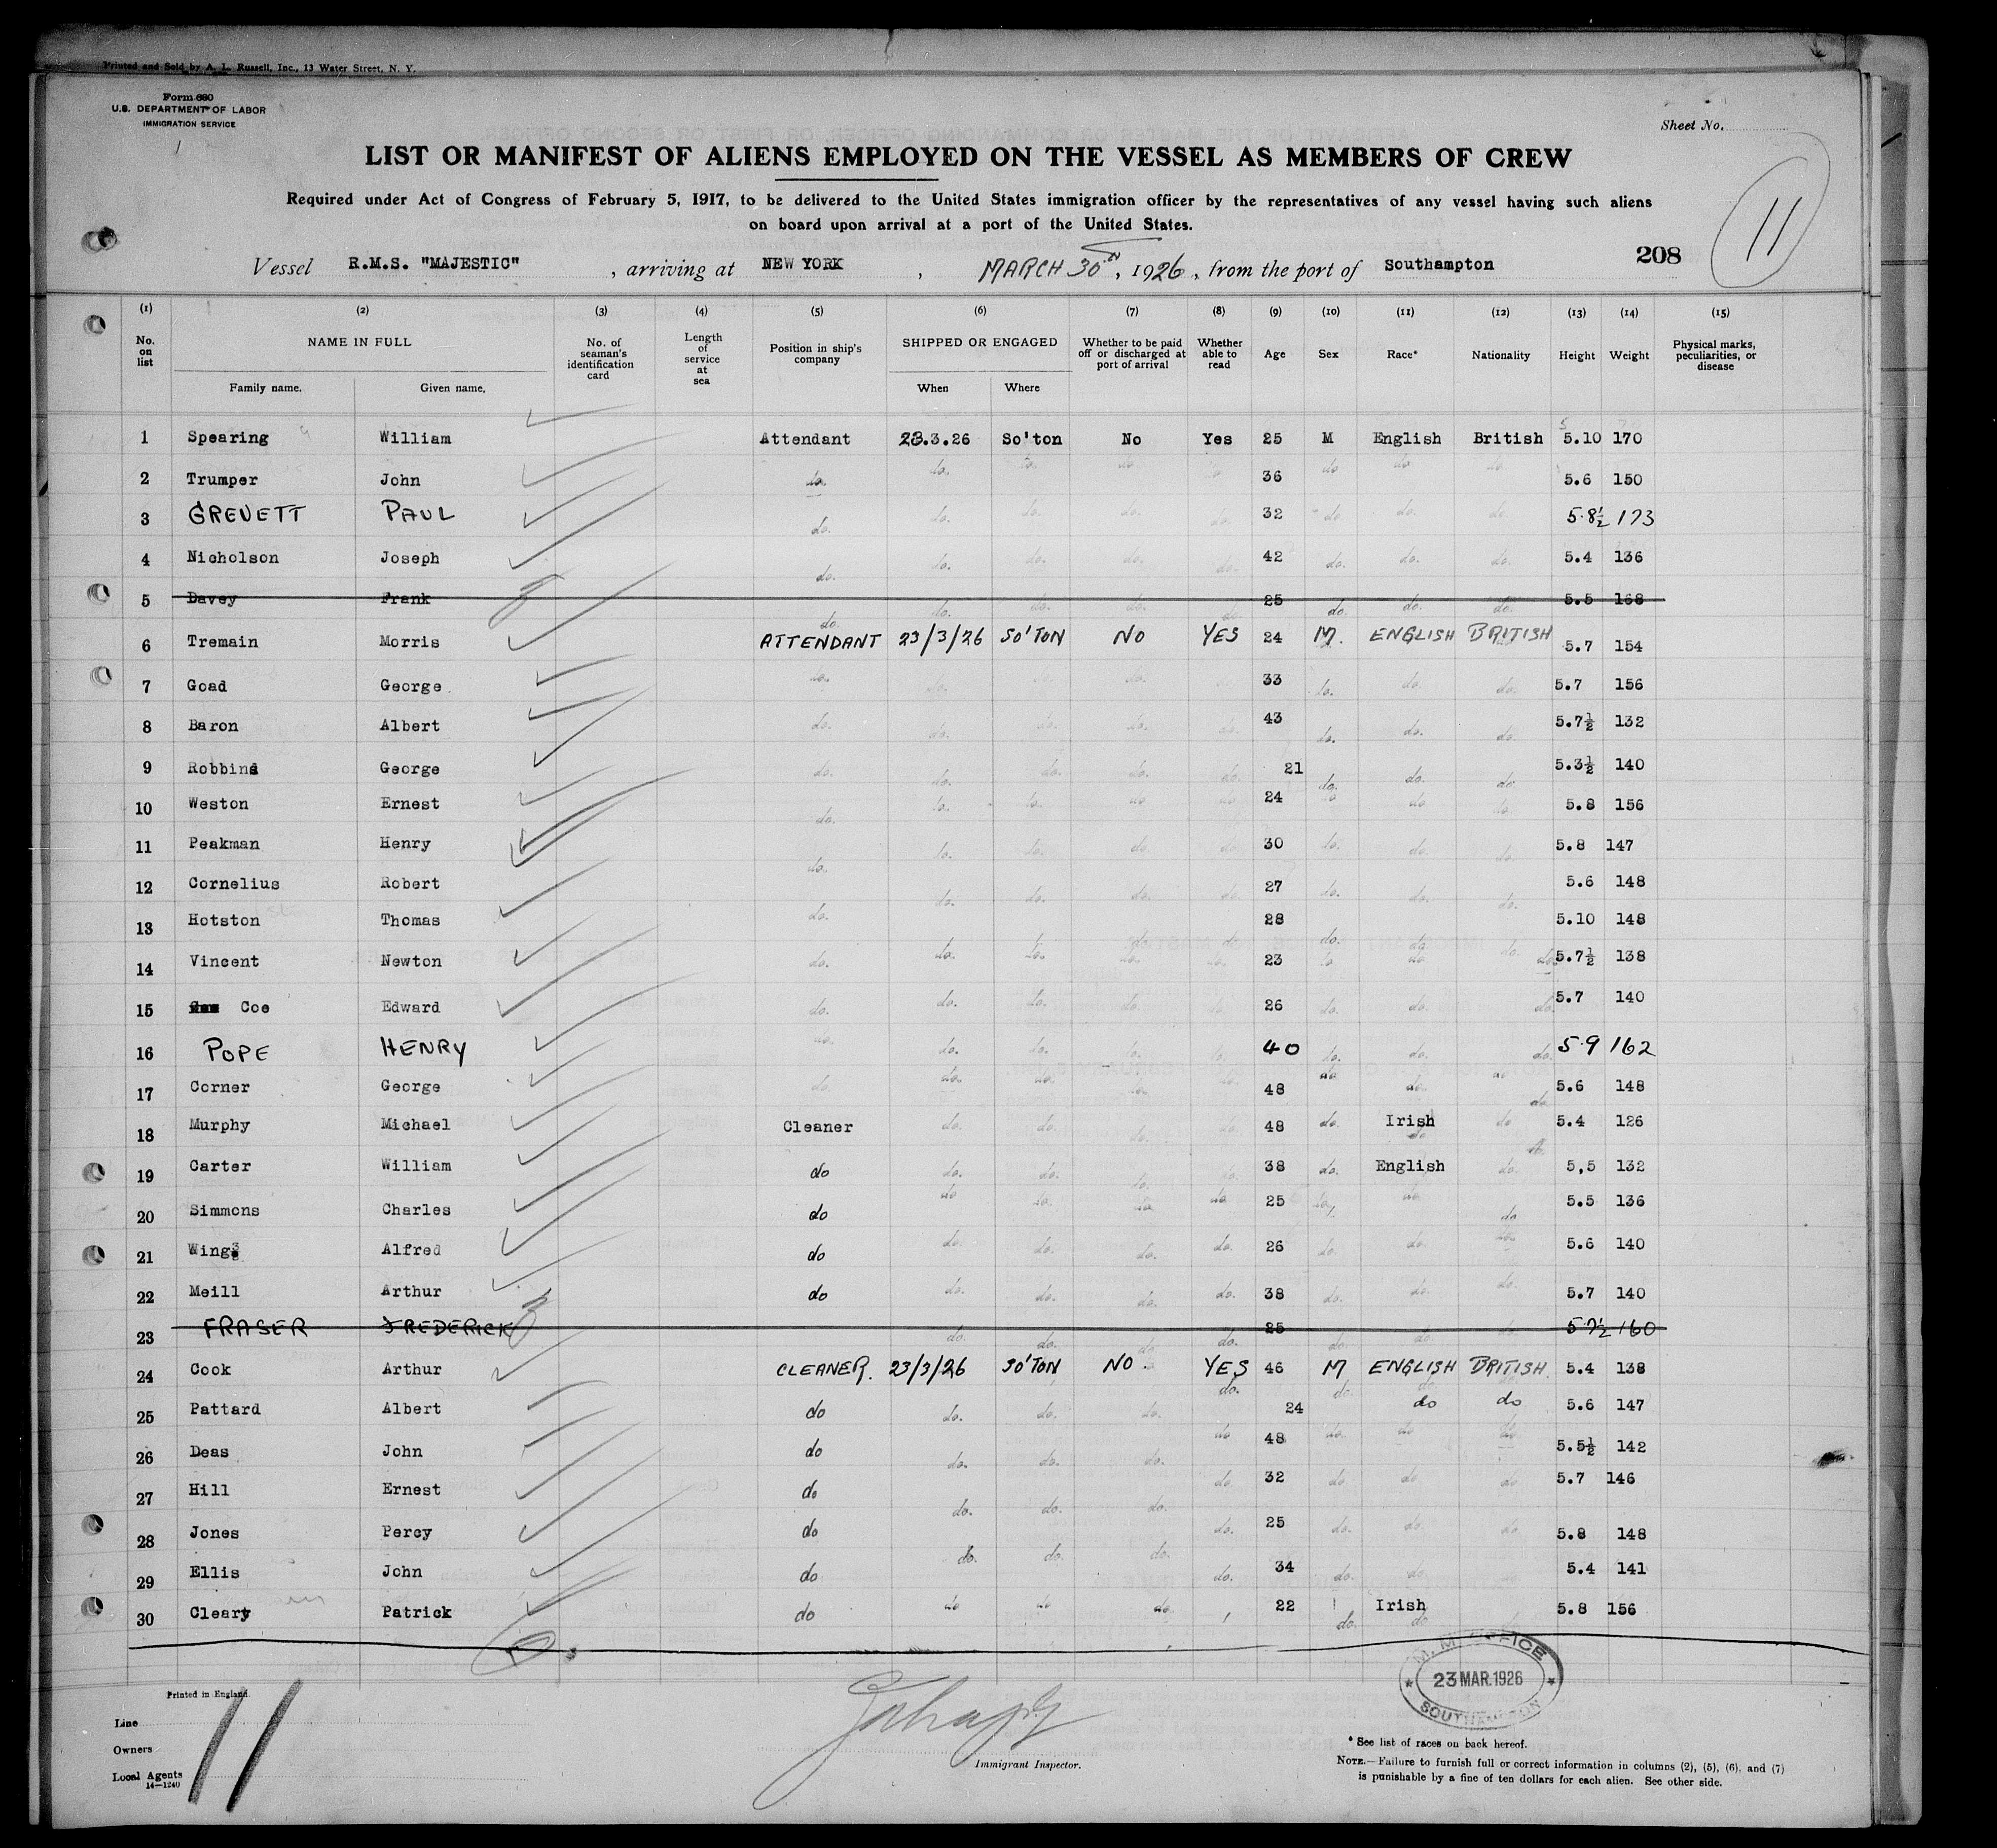 Printed and Sold by A. L. Russell, Inc., 13 Water Street, N. Y.
Form 680
U.S. DEPARTMENT OF LABOR
IMMIGRATION SERVICE
Sheet No.
LIST OR MANIFEST OF ALIENS EMPLOYED ON THE VESSEL AS MEMBERS OF CREW
Required under Act of Congress of February 5, 1917, to be delivered to the United States immigration officer by the representatives of any vessel having such aliens
on board upon arrival at a port of the United States.
11
208
Vessel R.M.S. "MAJESTIC", arriving at NEW YORK, MARCH 30th, 1926, from the port of Southampton
(1) (2) (3) (4) (5) (6) (7) (8) (9) (10) (11) (12) (13) (14) (15)
No. on list NAME IN FULL No. of seaman's identification card Length of service at sea Position in ship's company SHIPPED OR ENGAGED Whether to be paid off or discharged at port of arrival Whether able to read Age Sex Race* Nationality Height Weight Physical marks, peculiarities, or disease
Family name. Given name. When Where
1 Spearing William Attendant 23.3.26 So'ton No Yes 25 M English British 5.10 170
2 Trumper John do. do. do. do do 36 do do do. 5.6 150
3 GREVETT PAUL do. do. do. do. do. 32 do do. do. 5.8½ 173
4 Nicholson Joseph do. do. do. do. do. 42 do. do. do. 5.4 136
5 Davey Frank do. do. do. do. do 25 do. do. do. 5.5 168
6 Tremain Morris ATTENDANT 23/3/26 SO'TON NO YES 24 M. ENGLISH BRITISH 5.7 154
7 Goad George do. do. do. do. do. 33 do. do. do. 5.7 156
8 Baron Albert do. do. do. do. do. 43 do. do. do. 5.7½ 132
9 Robbins George do. do. do. do. do. 21 do. do. do. 5.3½ 140
10 Weston Ernest do. do. do. do do. 24 do do do. 5.8 156
11 Peakman Henry do. do. do. do. do. 30 do. do. do. 5.8 147
12 Cornelius Robert do. do. do. do. 27 do. do. do. 5.6 148
13 Hotston Thomas do. do. do. do. 28 do. do do. 5.10 148
14 Vincent Newton do. do. do. do. do. 23 do do do. 5.7½ 138
15 Coe Edward do. do. do. do. do. 26 do. do. do. 5.7 140
16 POPE HENRY do. do. do. do. do. 40 do. do. do. 5.9 162
17 Corner George do. do. do. do. do. 48 do do. do 5.6 148
18 Murphy Michael Cleaner do. do. do. do. 48 do. Irish do 5.4 126
19 Carter William do do. do. do. do. 38 do. English do. 5,5 132
20 Simmons Charles do do do. do do 25 do. do do 5.5 136
21 Wing Alfred do do. do. do. do. 26 do. do. do. 5.6 140
22 Meill Arthur do do. do. do. do. 38 do. do. do. 5.7 140
23 FRASER FREDERICK do. do. do do. 25 do. do. do 5 7½ 160
24 Cook Arthur CLEANER. 23/3/26 SO'TON NO. YES 46 M ENGLISH BRITISH. 5.4 138
25 Pattard Albert do do. do. do. do. 24 do. do do 5.6 147
26 Deas John do do. do. do. do 48 do. do do 5.5½ 142
27 Hill Ernest do do. do. do. do 32 do do do 5.7 146
28 Jones Percy do do. do. do. do. 25 do. do. do 5.8 148
29 Ellis John do do. do. do. do. 34 do. do do 5.4 141
30 Cleary Patrick do do do do 22 do. Irish do. 5.8 156
M. M. OFFICE
23 MAR. 1926
SOUTHAMPTON
Printed in England.
11
Line
Owners
Local Agents
14—1240
Immigrant Inspector.
* See list of races on back hereof.
NOTE.—Failure to furnish full or correct information in columns (2), (5), (6), and (7)
is punishable by a fine of ten dollars for each alien. See other side.